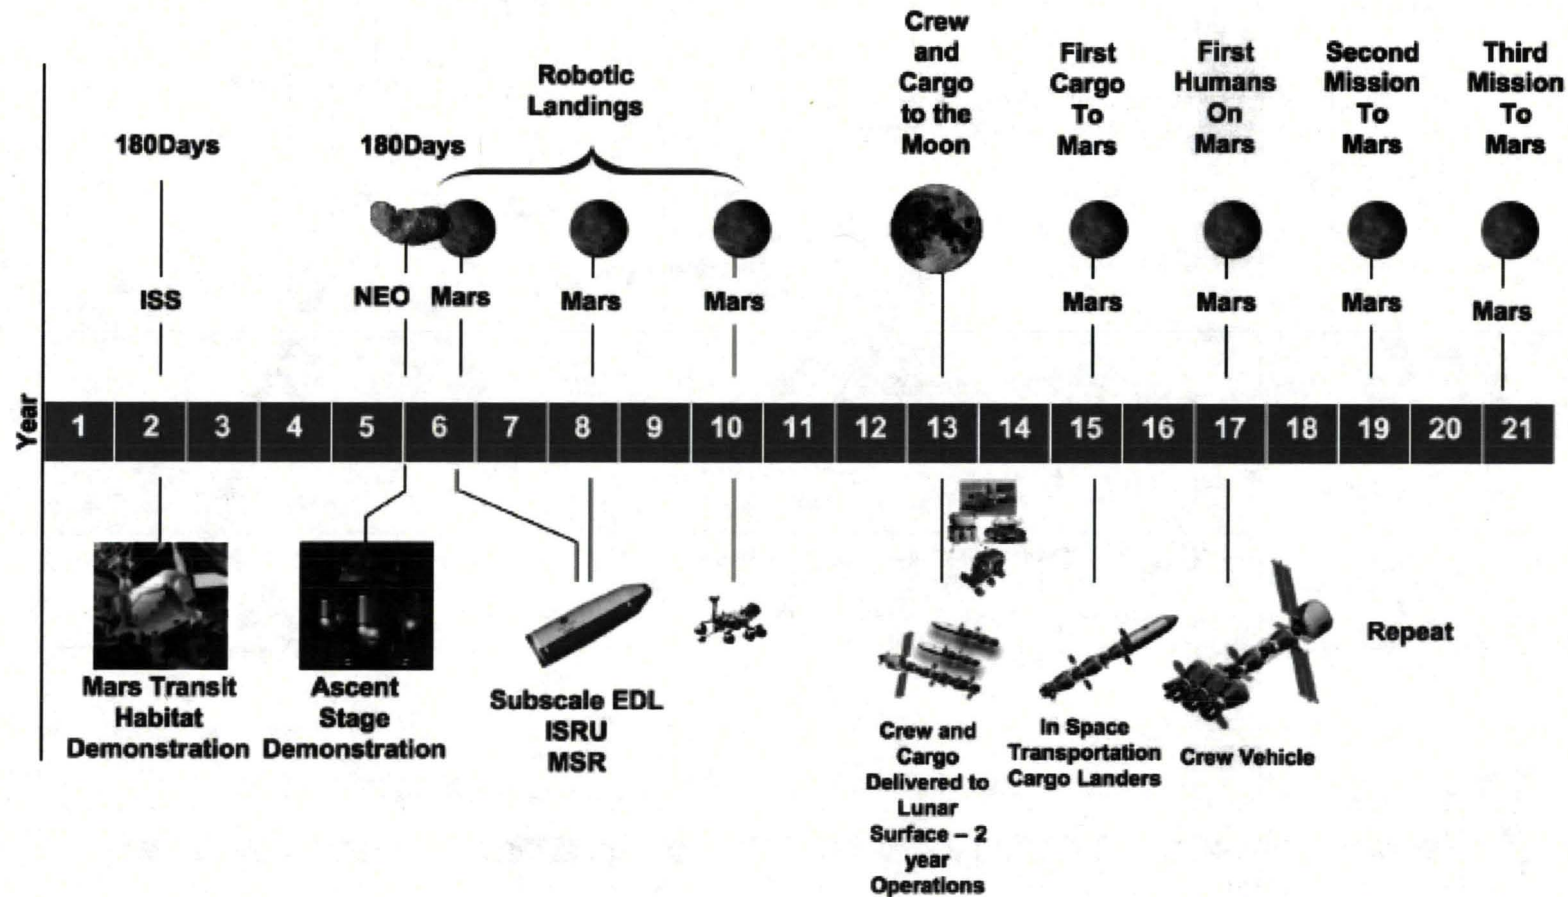 180Days
180Days
Robotic
Landings
Crew
and
Cargo
to the
Moon
First
Cargo
To
Mars
First
Humans
On
Mars
Second
Mission
To
Mars
Third
Mission
To
Mars
ISS
NEO
Mars
Mars
Mars
Mars
Mars
Mars
Mars
Year
1 2 3 4 5 6 7 8 9 10 11 12 13 14 15 16 17 18 19 20 21
Mars Transit
Habitat
Demonstration
Ascent
Stage
Demonstration
Subscale EDL
ISRU
MSR
Crew and
Cargo
Delivered to
Lunar
Surface – 2
year
Operations
In Space
Transportation
Cargo Landers
Crew Vehicle
Repeat